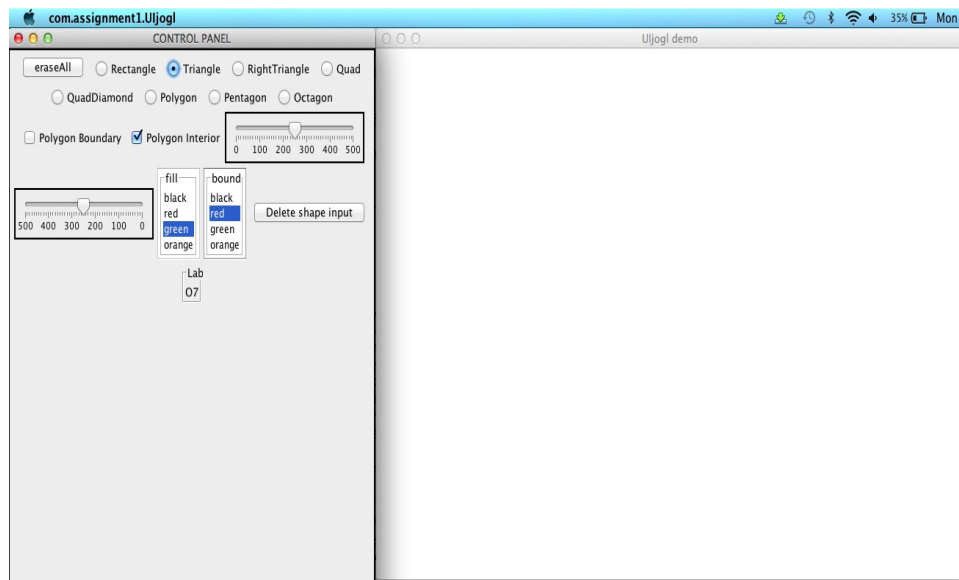 com.assignment1.UIjogl 35% Mon
CONTROL PANEL UIjogl demo
eraseAll Rectangle Triangle RightTriangle Quad
QuadDiamond Polygon Pentagon Octagon
Polygon Boundary Polygon Interior
0 100 200 300 400 500
fill bound
black black
red red
green green
orange orange
500 400 300 200 100 0
Delete shape input
Lab
07